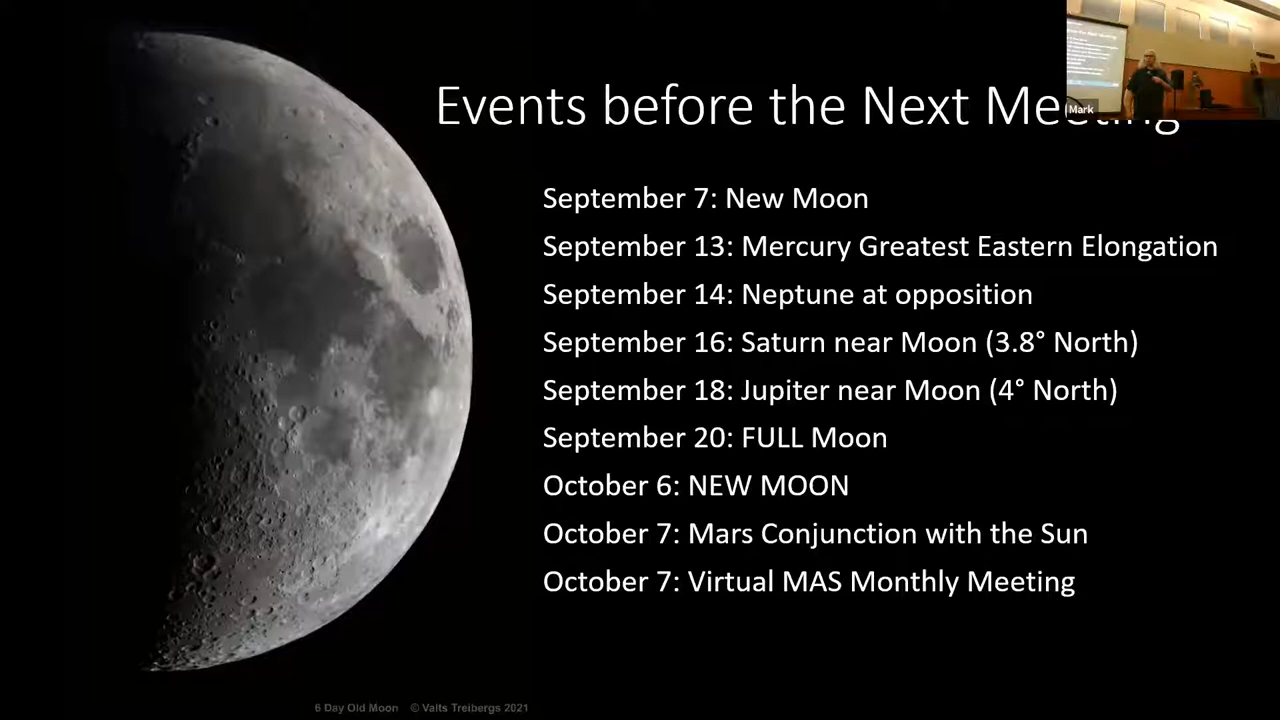 Events before the Next Meeting
Mark
September 7: New Moon
September 13: Mercury Greatest Eastern Elongation
September 14: Neptune at opposition
September 16: Saturn near Moon (3.8° North)
September 18: Jupiter near Moon (4° North)
September 20: FULL Moon
October 6: NEW MOON
October 7: Mars Conjunction with the Sun
October 7: Virtual MAS Monthly Meeting
6 Day Old Moon © Valts Treibergs 2021